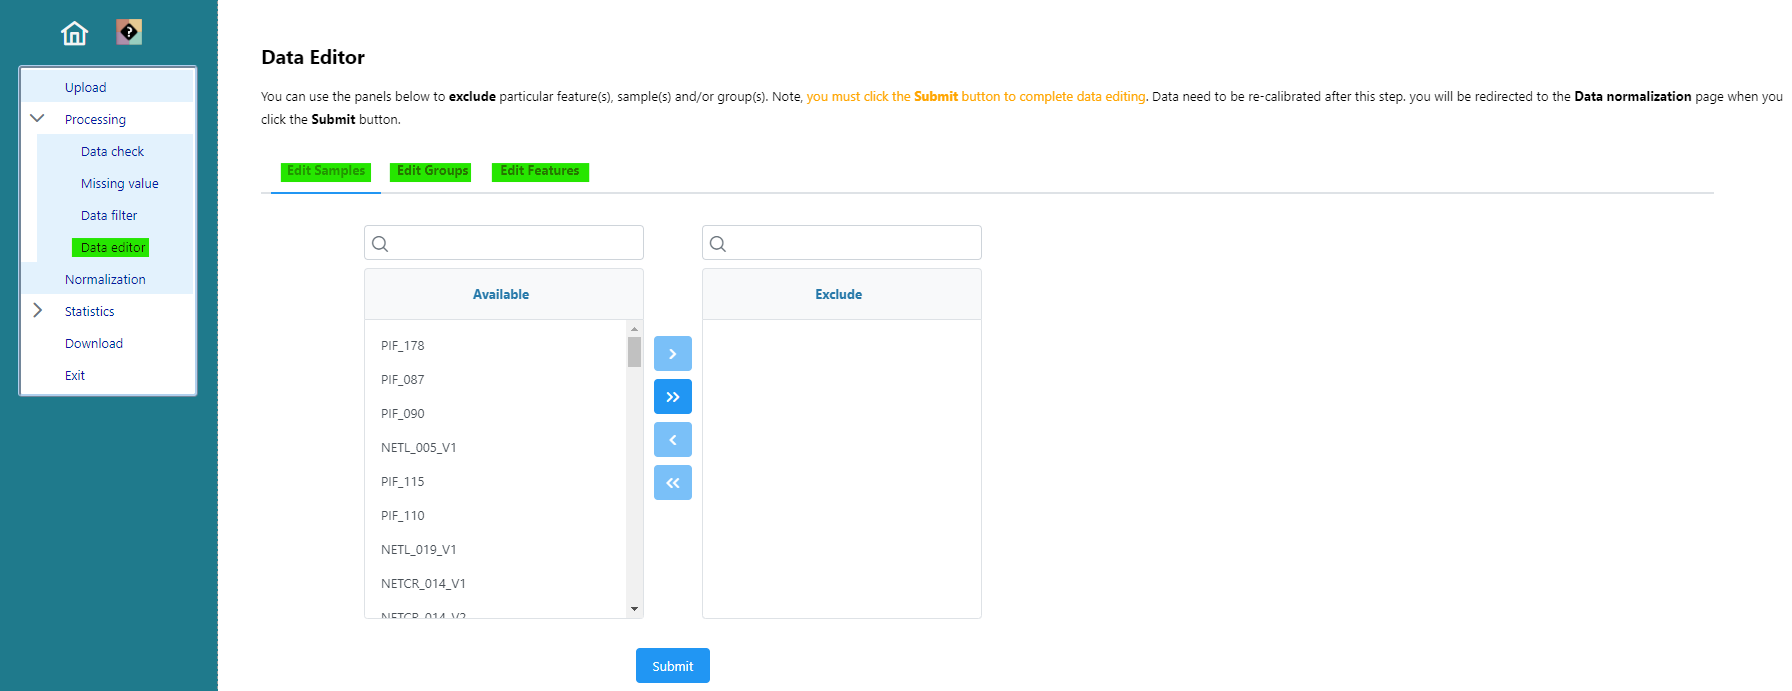 Upload
Processing
Data check
Missing value
Data filter
Data editor
Normalization
Statistics
Download
Exit
Data Editor
You can use the panels below to exclude particular feature(s), sample(s) and/or group(s). Note, you must click the Submit button to complete data editing. Data need to be re-calibrated after this step. you will be redirected to the Data normalization page when you
click the Submit button.
Edit Samples Edit Groups Edit Features
Available Exclude
PIF_178
PIF_087
PIF_090
NETL_005_V1
PIF_115
PIF_110
NETL_019_V1
NETCR_014_V1
NETCR_014_V2
Submit